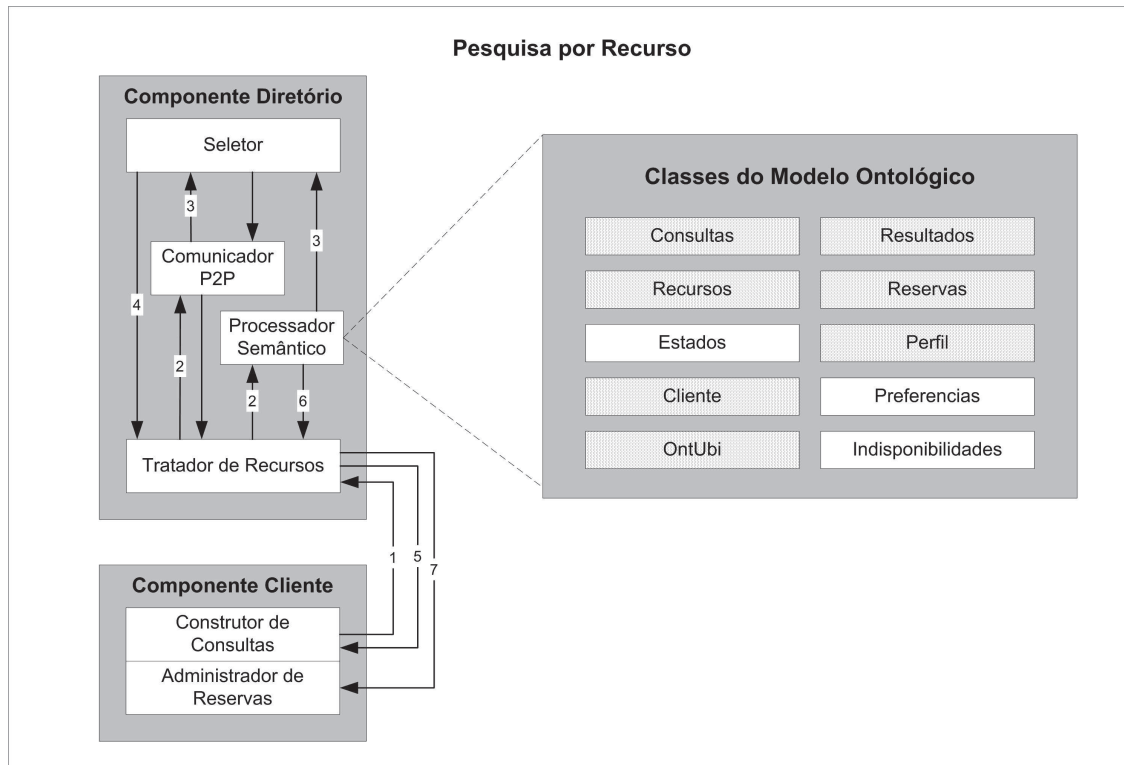 Pesquisa por Recurso
Componente Diretório
Seletor
3
3
Comunicador
P2P
4
Processador
Semântico
2
2
6
Tratador de Recursos
1
5
7
Componente Cliente
Construtor de
Consultas
Administrador de
Reservas
Classes do Modelo Ontológico
Consultas
Resultados
Recursos
Reservas
Estados
Perfil
Cliente
Preferencias
OntUbi
Indisponibilidades